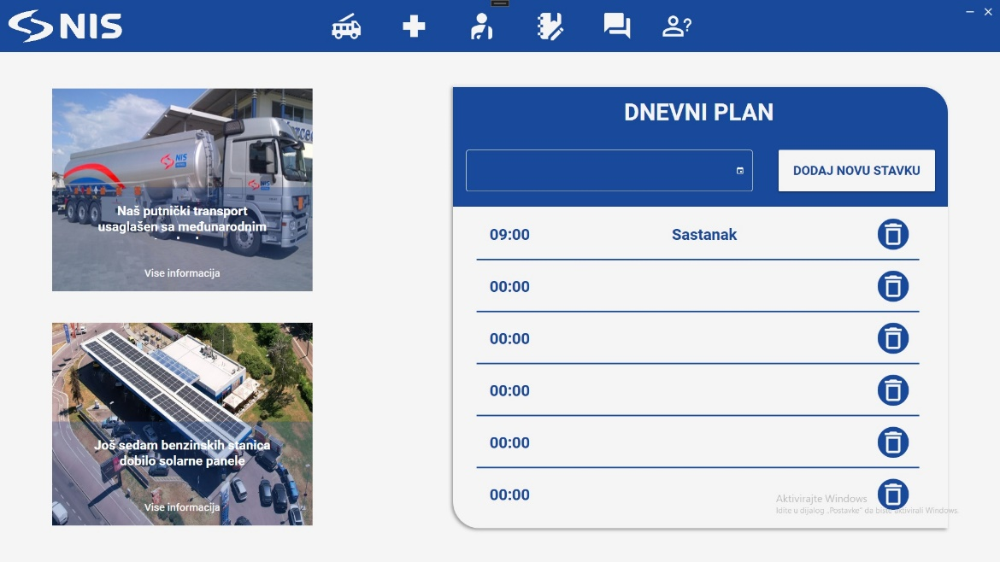 NIS
?
DNEVNI PLAN
DODAJ NOVU STAVKU
Naš putnički transport
usaglašen sa međunarodnim
Vise informacija
Još sedam benzinskih stanica
dobilo solarne panele
Vise informacija
09:00 Sastanak
00:00
00:00
00:00
00:00
00:00
Aktivirajte Windows
Idite u dijalog „Postavke“ da biste aktivirali Windows.
NIS